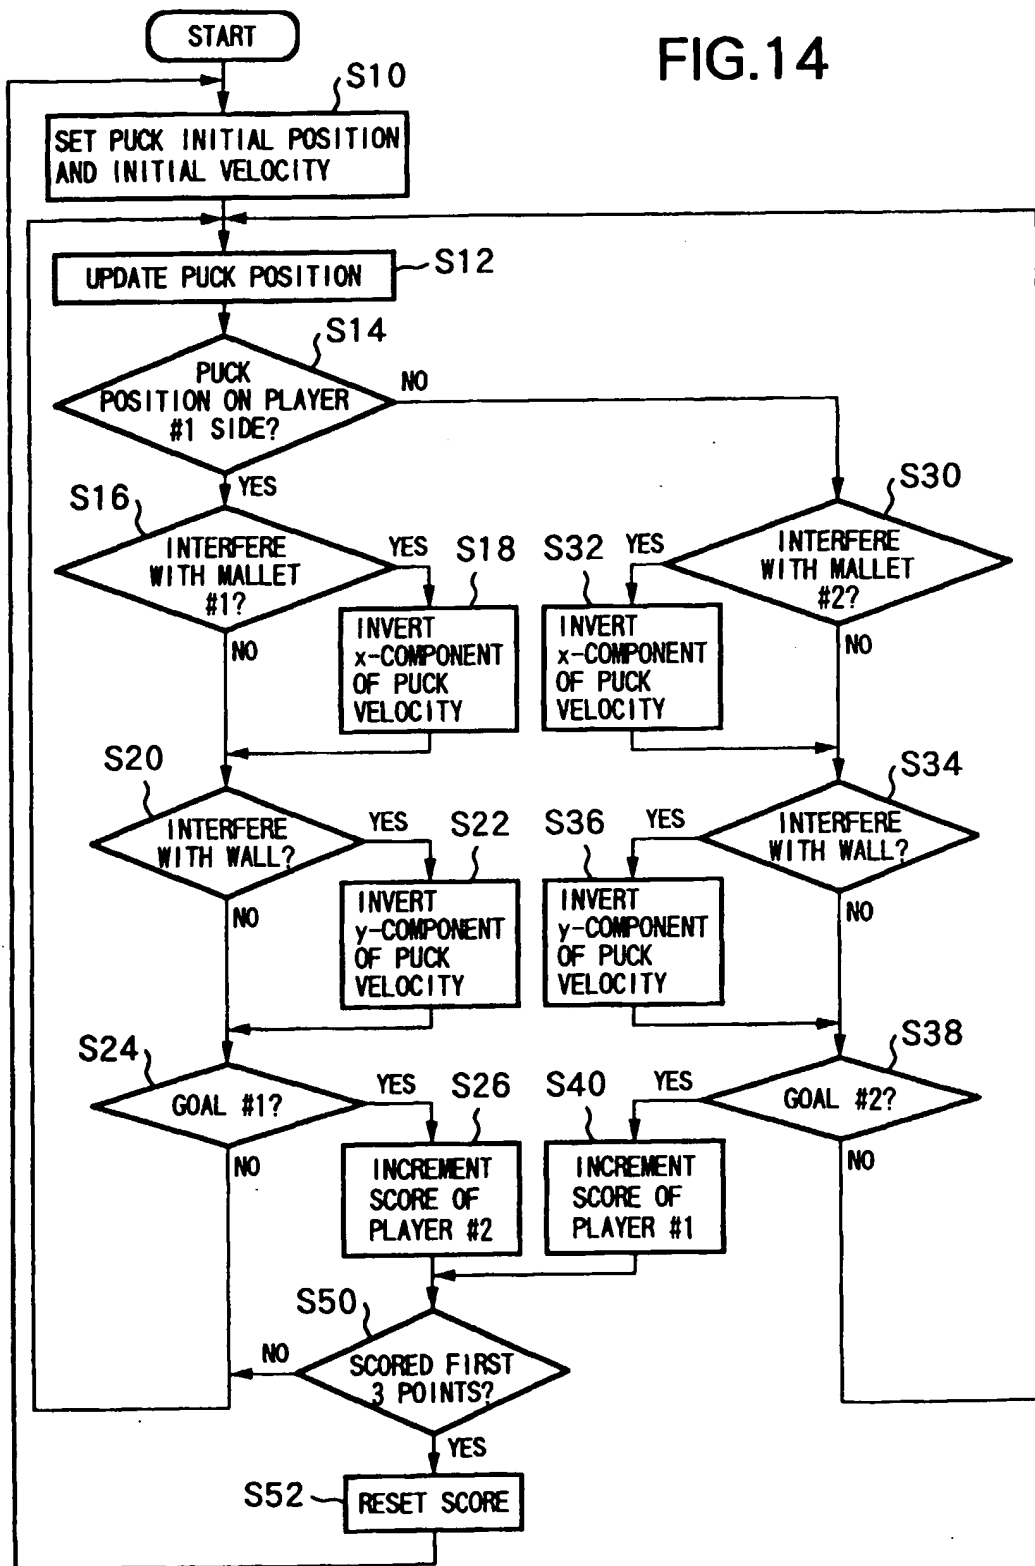 FIG.14
START
S10
SET PUCK INITIAL POSITION
AND INITIAL VELOCITY
UPDATE PUCK POSITION
S12
S14
PUCK
POSITION ON PLAYER
#1 SIDE?
NO
YES
S16
INTERFERE
WITH MALLET
#1?
YES
NO
S18
INVERT
x-COMPONENT
OF PUCK
VELOCITY
S30
INTERFERE
WITH MALLET
#2?
YES
NO
S32
INVERT
x-COMPONENT
OF PUCK
VELOCITY
S20
INTERFERE
WITH WALL?
YES
NO
S22
INVERT
y-COMPONENT
OF PUCK
VELOCITY
S34
INTERFERE
WITH WALL?
YES
NO
S36
INVERT
y-COMPONENT
OF PUCK
VELOCITY
S24
GOAL #1?
YES
NO
S26
INCREMENT
SCORE OF
PLAYER #2
S38
GOAL #2?
YES
NO
S40
INCREMENT
SCORE OF
PLAYER #1
S50
SCORED FIRST
3 POINTS?
NO
YES
S52
RESET SCORE